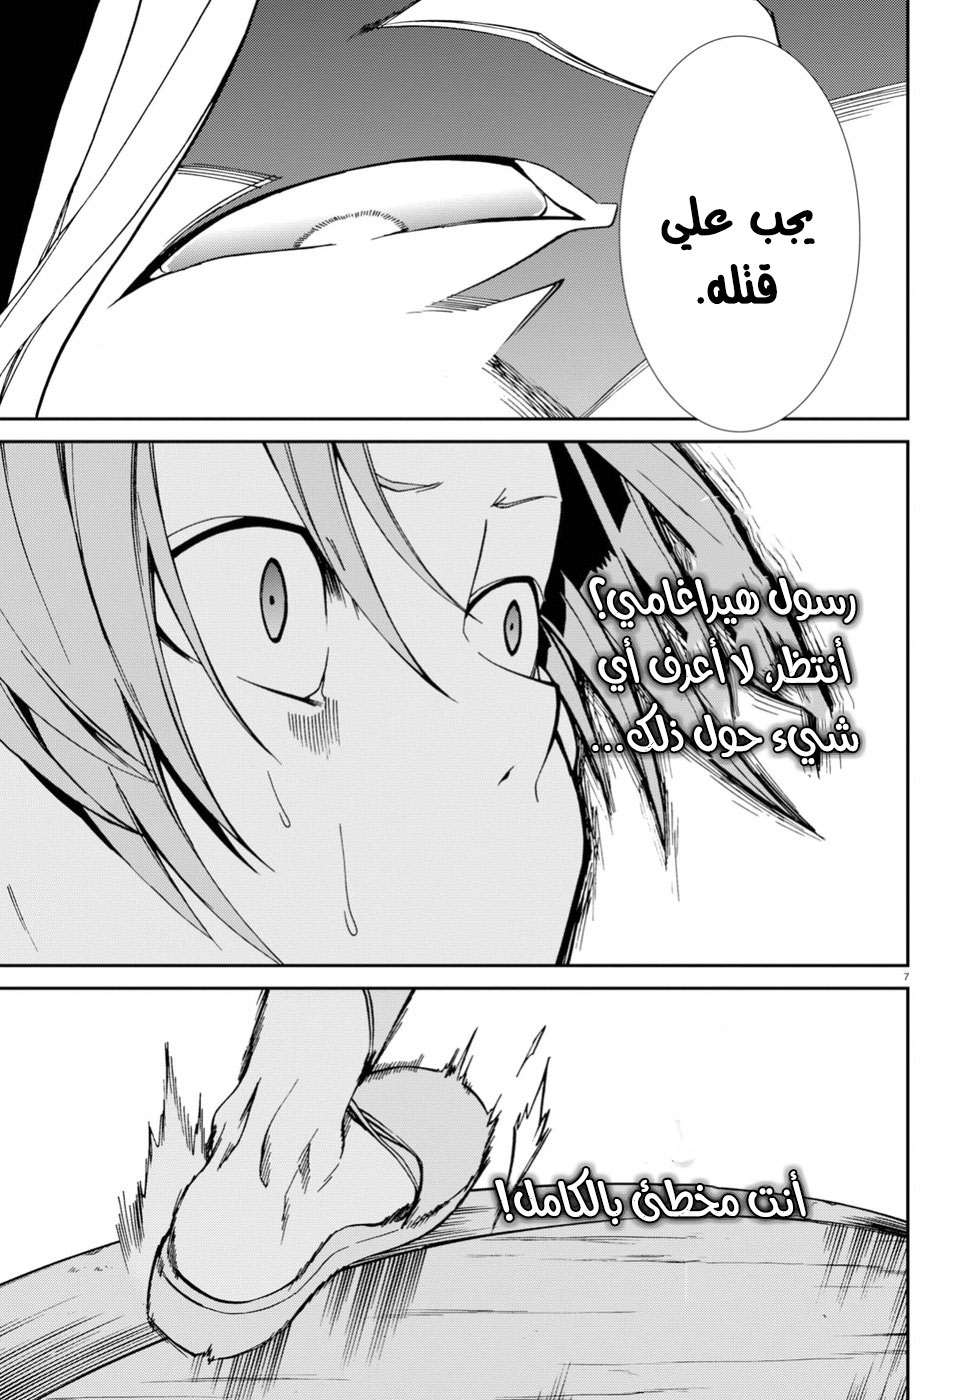 يجب علي
قتله.
رسول هيراغامي؟
أنتظر، لا أعرف أي
شيء حول ذلك...
7
أنت مخطئ بالكامل!